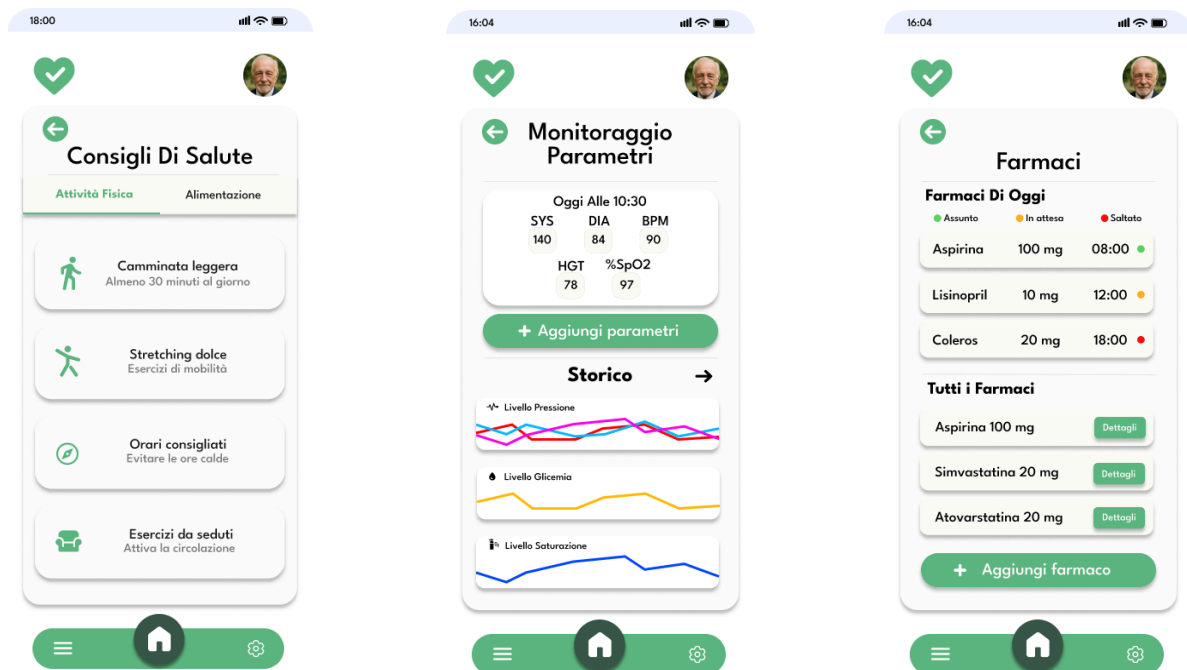 18:00
Consigli Di Salute
Attività Fisica
Alimentazione
Camminata leggera
Almeno 30 minuti al giorno
Stretching dolce
Esercizi di mobilità
Orari consigliati
Evitare le ore calde
Esercizi da seduti
Attiva la circolazione
16:04
Monitoraggio
Parametri
Oggi Alle 10:30
SYS DIA BPM
140 84 90
HGT %SpO2
78 97
+ Aggiungi parametri
Storico
Livello Pressione
Livello Glicemia
Livello Saturazione
16:04
Farmaci
Farmaci Di Oggi
Assunto In attesa Saltato
Aspirina 100 mg 08:00
Lisinopril 10 mg 12:00
Coleros 20 mg 18:00
Tutti i Farmaci
Aspirina 100 mg Dettagli
Simvastatina 20 mg Dettagli
Atovarstatina 20 mg Dettagli
+ Aggiungi farmaco